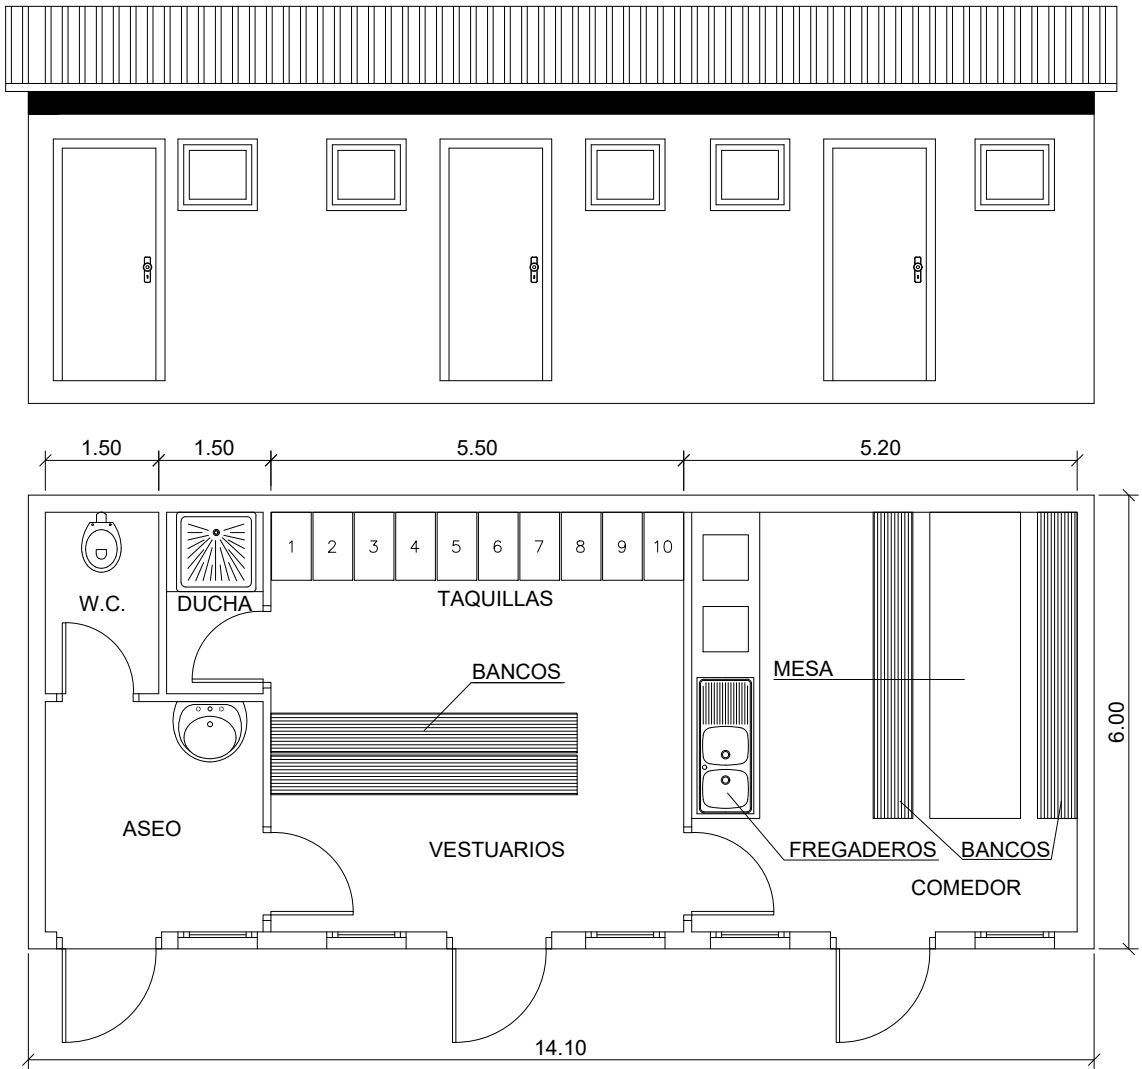 1.50 1.50 5.50 5.20
1 2 3 4 5 6 7 8 9 10
W.C. DUCHA TAQUILLAS
BANCOS MESA
6.00
ASEO VESTUARIOS FREGADEROS BANCOS
COMEDOR
14.10